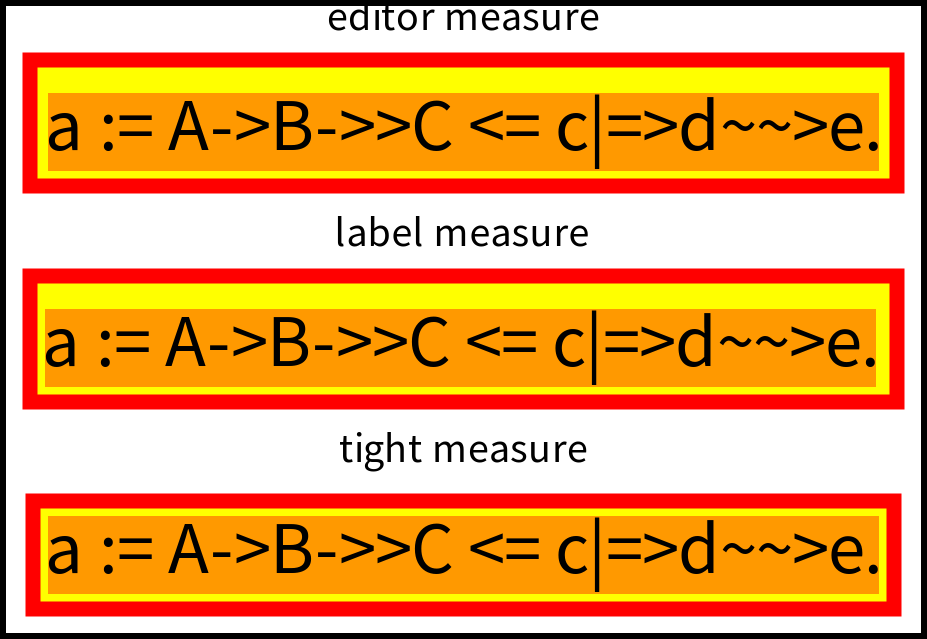 editor measure
a := A->B->>C <= c|=>d~~>e.
label measure
a := A->B->>C <= c|=>d~~>e.
tight measure
a := A->B->>C <= c|=>d~~>e.